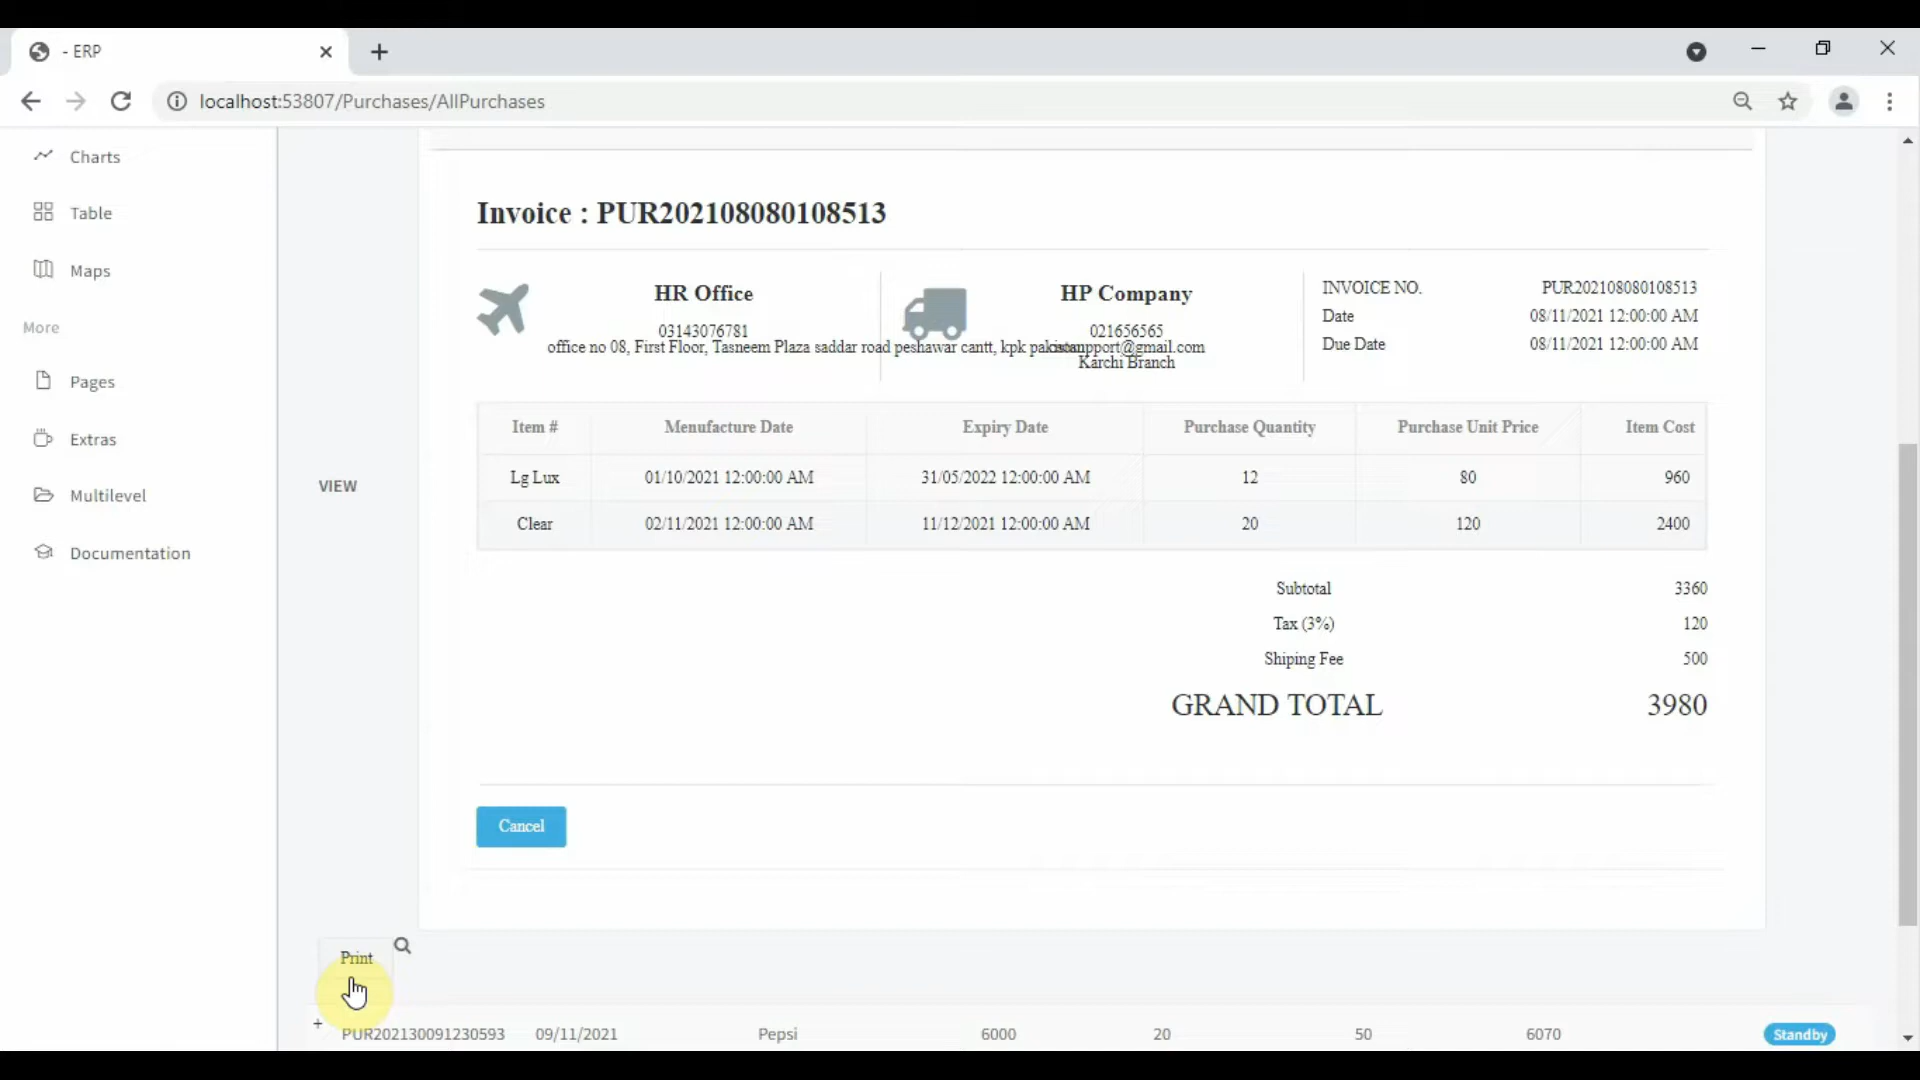 - ERP
localhost:53807/Purchases/AllPurchases
Charts
Table
Maps
More
Pages
Extras
Multilevel
Documentation
VIEW
Invoice : PUR202108080108513
HR Office
03143076781
office no 08, First Floor, Tasneem Plaza saddar road peshawar cantt, kpk
HP Company
021656565
Karchi Branch
INVOICE NO. PUR202108080108513
Date 08/11/2021 12:00:00 AM
Due Date 08/11/2021 12:00:00 AM
Item # Menufacture Date Expiry Date Purchase Quantity Purchase Unit Price Item Cost
Lg Lux 01/10/2021 12:00:00 AM 31/05/2022 12:00:00 AM 12 80 960
Clear 02/11/2021 12:00:00 AM 11/12/2021 12:00:00 AM 20 120 2400
Subtotal 3360
Tax (3%) 120
Shiping Fee 500
GRAND TOTAL 3980
Cancel
Print
+ PUR202130091230593 09/11/2021 Pepsi 6000 20 50 6070 Standby